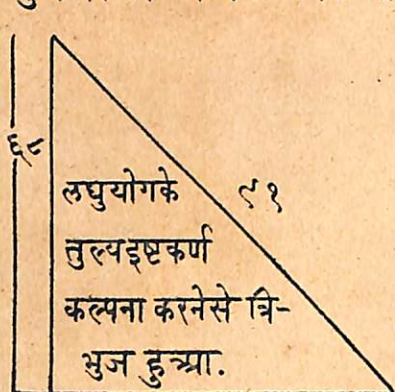 ६८
लघुयोगके ९१
तुल्यइष्टकर्ण
कल्पना करनेसे त्रि-
भुज हुआ.